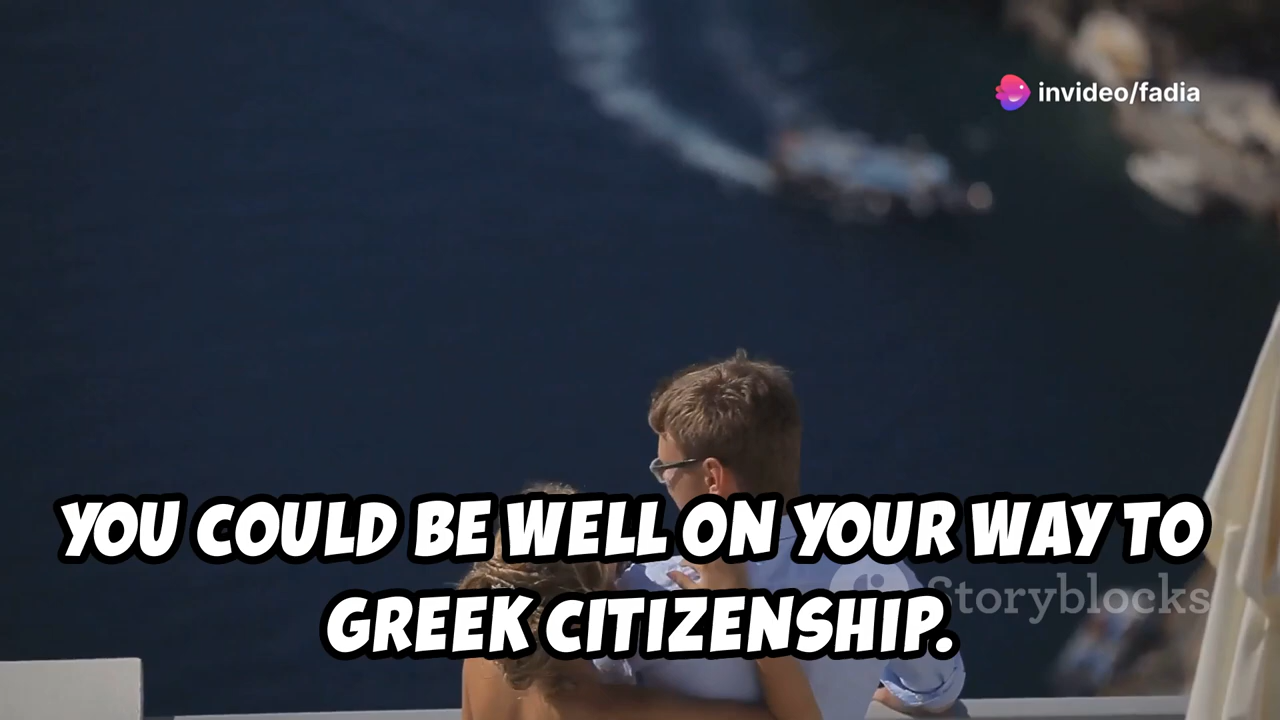 invideo/fadia
YOU COULD BE WELL ON YOUR WAY TO
Storyblocks
GREEK CITIZENSHIP.